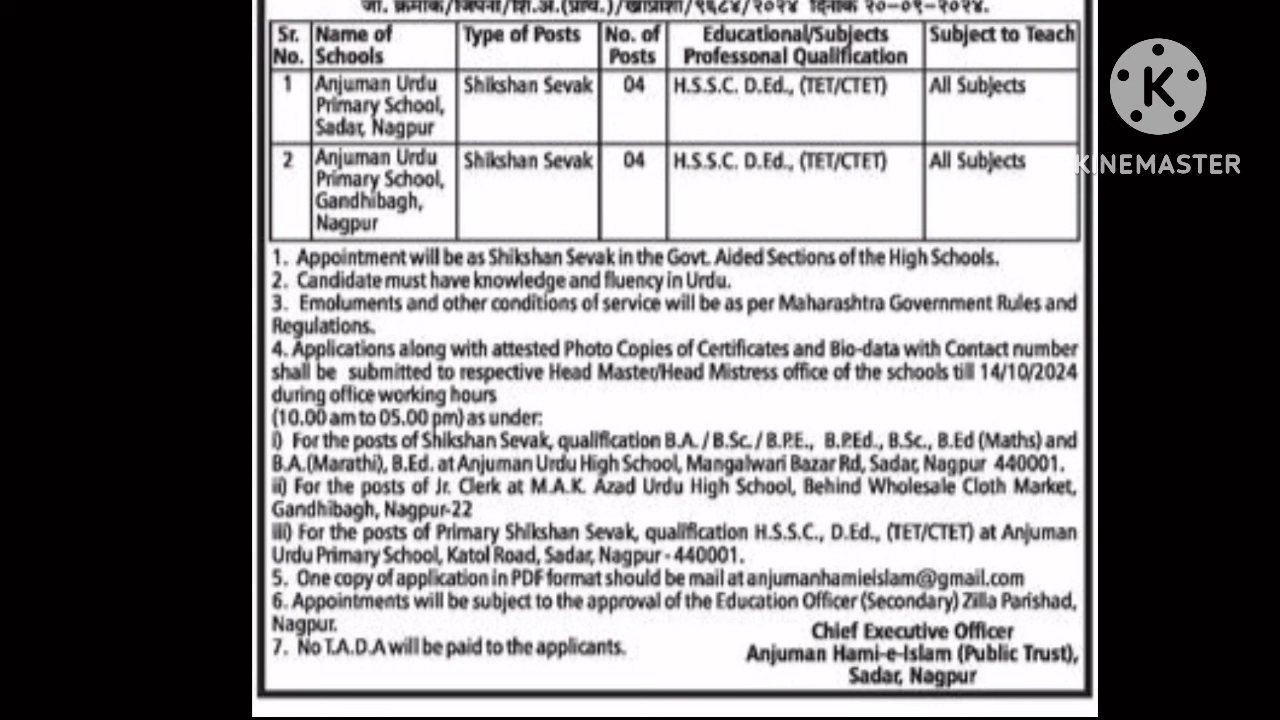 जा. क्रमांक/जिपना/शि.अ.(प्राथ.)/खाप्राशा/९६८४/२०२४ दिनांक २०-०९-२०२४.
Sr. No. Name of Schools Type of Posts No. of Posts Educational/Subjects Professonal Qualification Subject to Teach
1 Anjuman Urdu Primary School, Sadar, Nagpur Shikshan Sevak 04 H.S.S.C. D.Ed., (TET/CTET) All Subjects
2 Anjuman Urdu Primary School, Gandhibagh, Nagpur Shikshan Sevak 04 H.S.S.C. D.Ed., (TET/CTET) All Subjects
1. Appointment will be as Shikshan Sevak in the Govt. Aided Sections of the High Schools.
2. Candidate must have knowledge and fluency in Urdu.
3. Emoluments and other conditions of service will be as per Maharashtra Government Rules and
Regulations.
4. Applications along with attested Photo Copies of Certificates and Bio-data with Contact number
shall be submitted to respective Head Master/Head Mistress office of the schools till 14/10/2024
during office working hours
(10.00 am to 05.00 pm) as under:
i) For the posts of Shikshan Sevak, qualification B.A. / B.Sc. / B.P.E., B.P.Ed., B.Sc., B.Ed (Maths) and
B.A.(Marathi), B.Ed. at Anjuman Urdu High School, Mangalwari Bazar Rd, Sadar, Nagpur 440001.
ii) For the posts of Jr. Clerk at M.A.K. Azad Urdu High School, Behind Wholesale Cloth Market,
Gandhibagh, Nagpur-22
iii) For the posts of Primary Shikshan Sevak, qualification H.S.S.C., D.Ed., (TET/CTET) at Anjuman
Urdu Primary School, Katol Road, Sadar, Nagpur - 440001.
5. One copy of application in PDF format should be mail at anjumanhamieislam@gmail.com
6. Appointments will be subject to the approval of the Education Officer (Secondary) Zilla Parishad,
Nagpur.
7. No T.A.D.A will be paid to the applicants.
Chief Executive Officer
Anjuman Hami-e-Islam (Public Trust),
Sadar, Nagpur
K
KINEMASTER